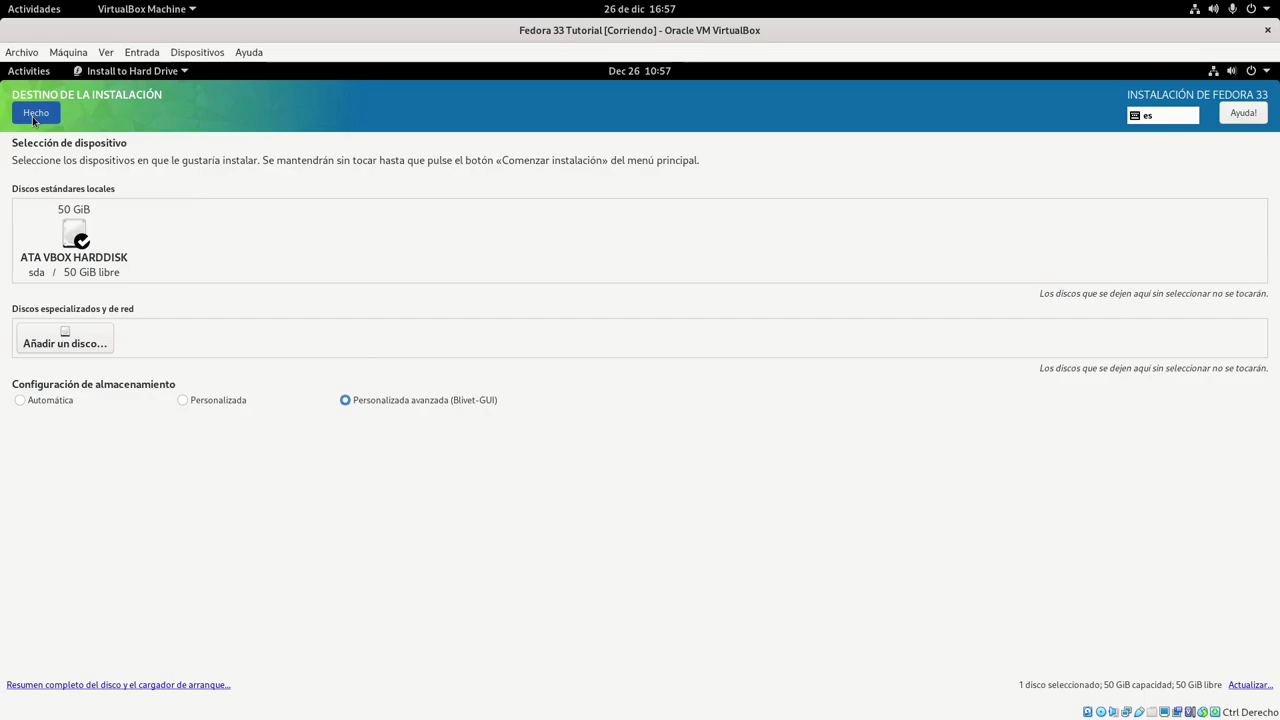 Actividades VirtualBox Machine 26 de dic 16:57
Fedora 33 Tutorial [Corriendo] - Oracle VM VirtualBox ×
Archivo Máquina Ver Entrada Dispositivos Ayuda
Activities Install to Hard Drive Dec 26 10:57
DESTINO DE LA INSTALACIÓN INSTALACIÓN DE FEDORA 33
Hecho es Ayuda!
Selección de dispositivo
Seleccione los dispositivos en que le gustaría instalar. Se mantendrán sin tocar hasta que pulse el botón «Comenzar instalación» del menú principal.
Discos estándares locales
50 GiB
ATA VBOX HARDDISK
sda / 50 GiB libre
Los discos que se dejen aquí sin seleccionar no se tocarán.
Discos especializados y de red
Añadir un disco...
Los discos que se dejen aquí sin seleccionar no se tocarán.
Configuración de almacenamiento
Automática Personalizada Personalizada avanzada (Blivet-GUI)
Resumen completo del disco y el cargador de arranque... 1 disco seleccionado; 50 GiB capacidad; 50 GiB libre Actualizar...
Ctrl Derecho